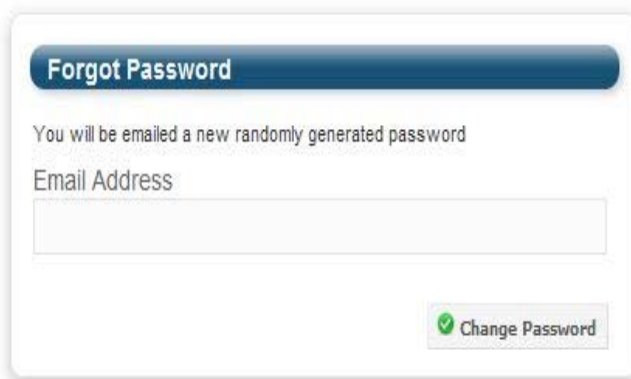 Forgot Password
You will be emailed a new randomly generated password
Email Address
Change Password